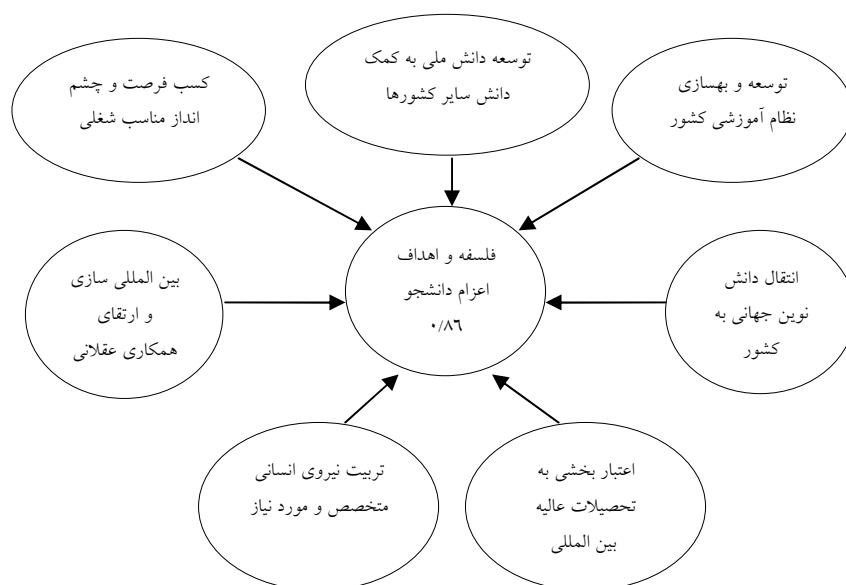 توسعه دانش ملی به کمک
دانش سایر کشورها
توسعه و بهسازی
نظام آموزشی کشور
کسب فرصت و چشم
انداز مناسب شغلی
فلسفه و اهداف
اعزام دانشجو
۰/۸۶
انتقال دانش
نوین جهانی به
کشور
بین المللی سازی
و ارتقای
همکاری عقلانی
اعتبار بخشی به
تحصیلات عالیه
بین المللی
تربیت نیروی انسانی
متخصص و مورد نیاز